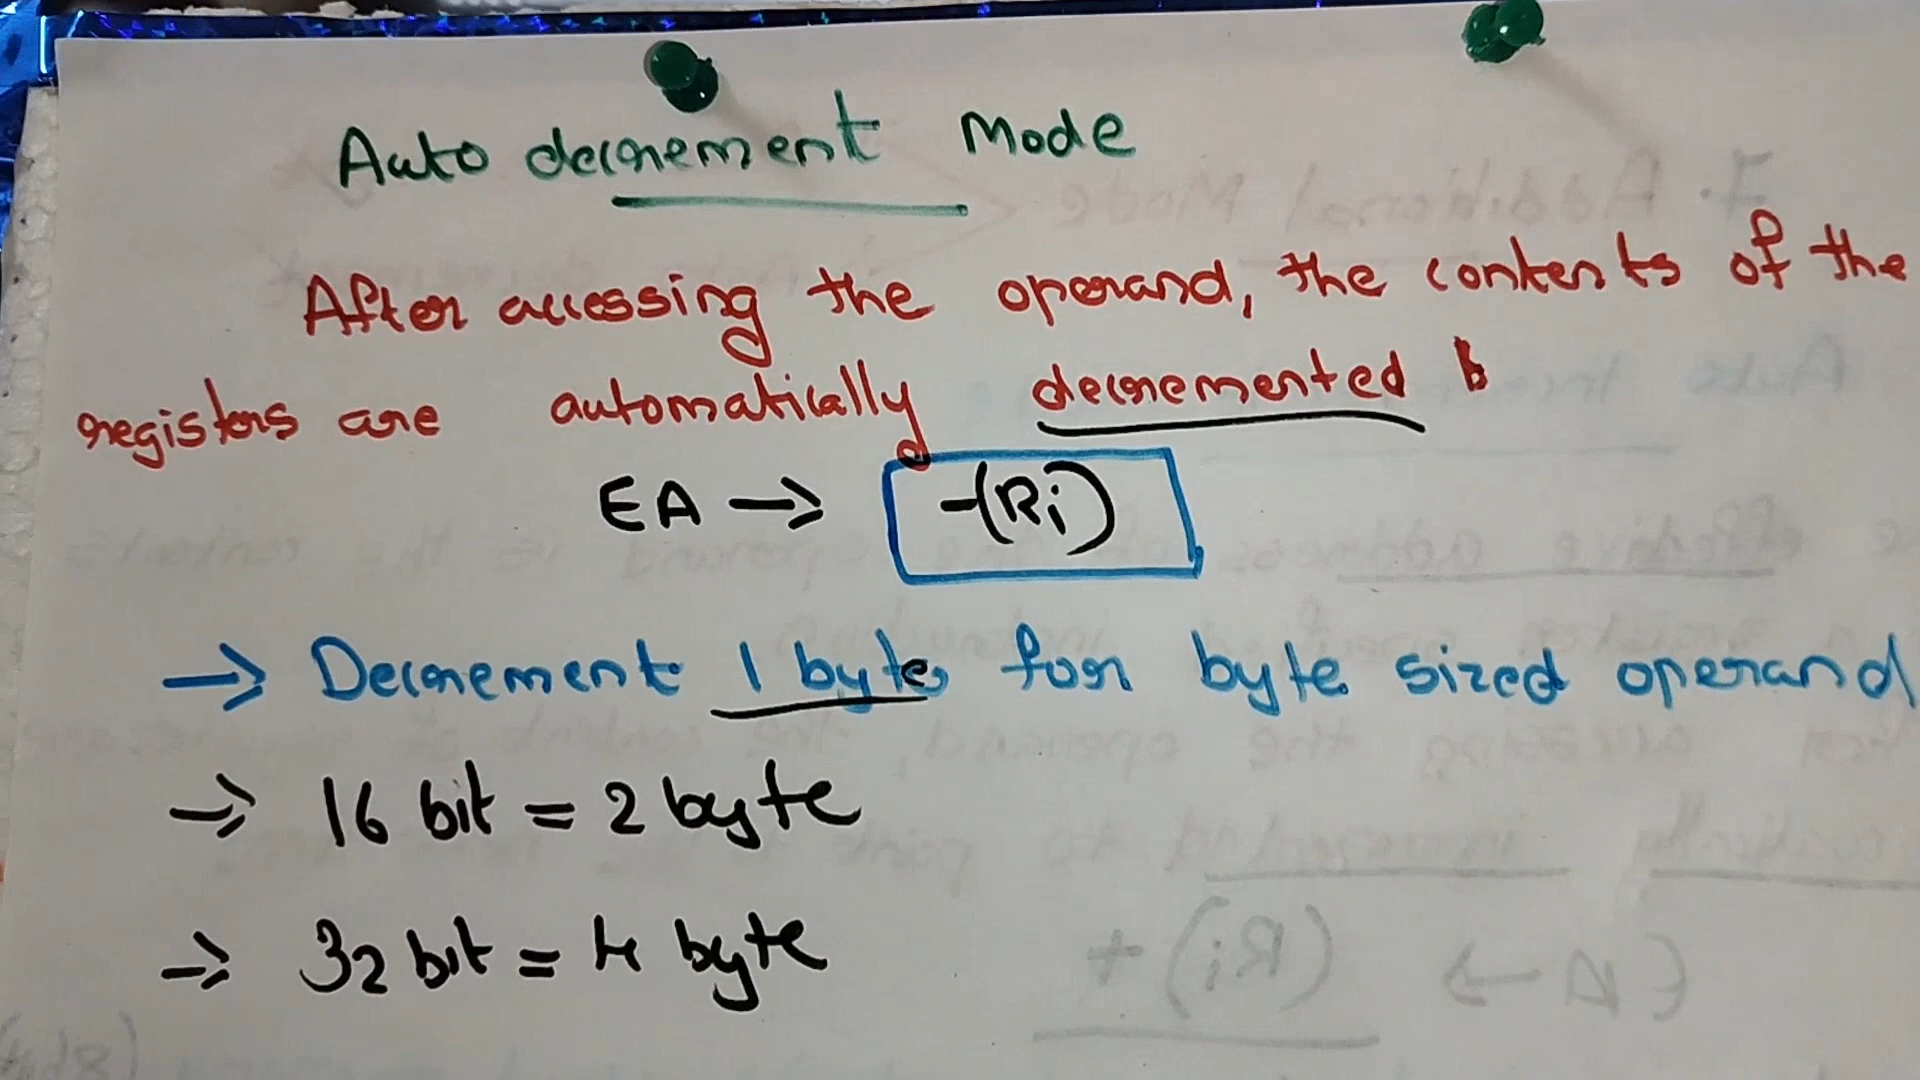 Auto decrement Mode
After accessing the operand, the contents of the
registers are automatically decremented
EA → -(Ri)
→ Decrement 1 byte for byte sized operand
→ 16 bit = 2 byte
→ 32 bit = 4 byte